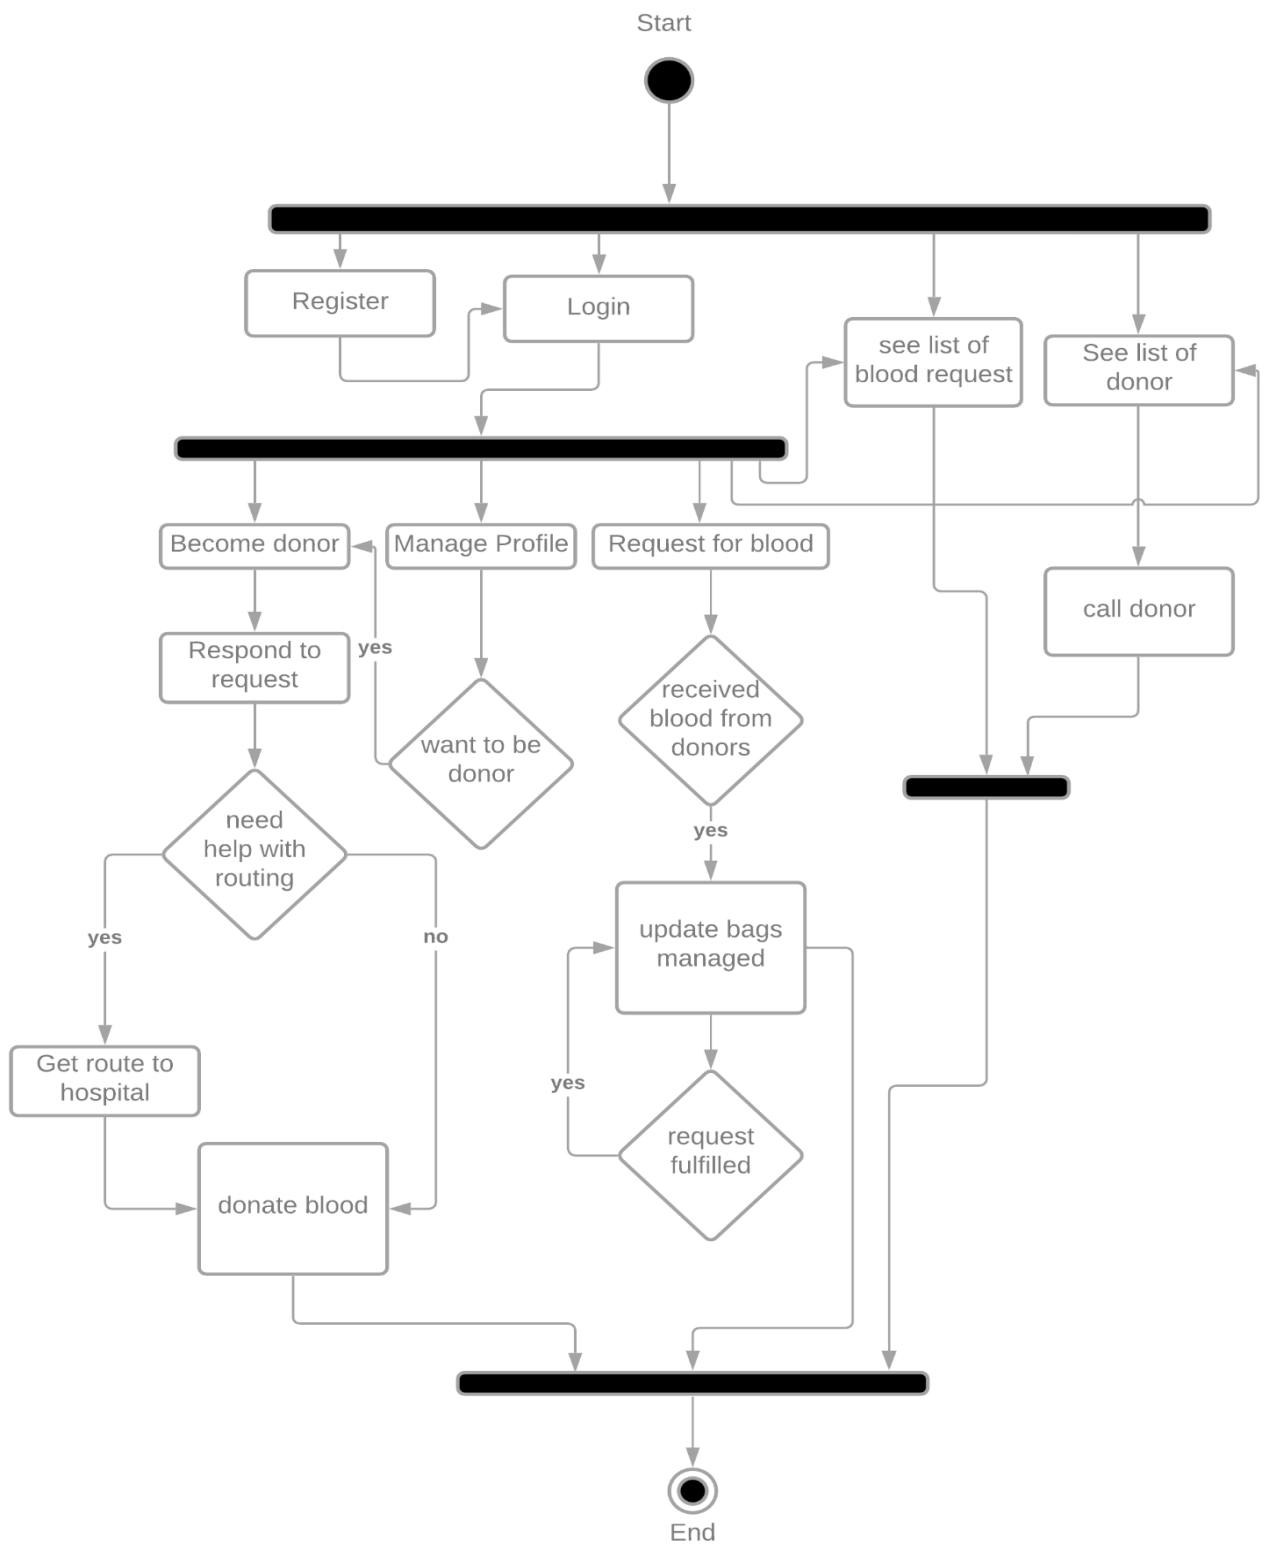 Start
Register
Login
see list of
blood request
See list of
donor
Become donor
Manage Profile
Request for blood
call donor
Respond to
request
yes
received
blood from
donors
want to be
donor
need
help with
routing
yes
yes
no
update bags
managed
Get route to
hospital
yes
request
fulfilled
donate blood
End